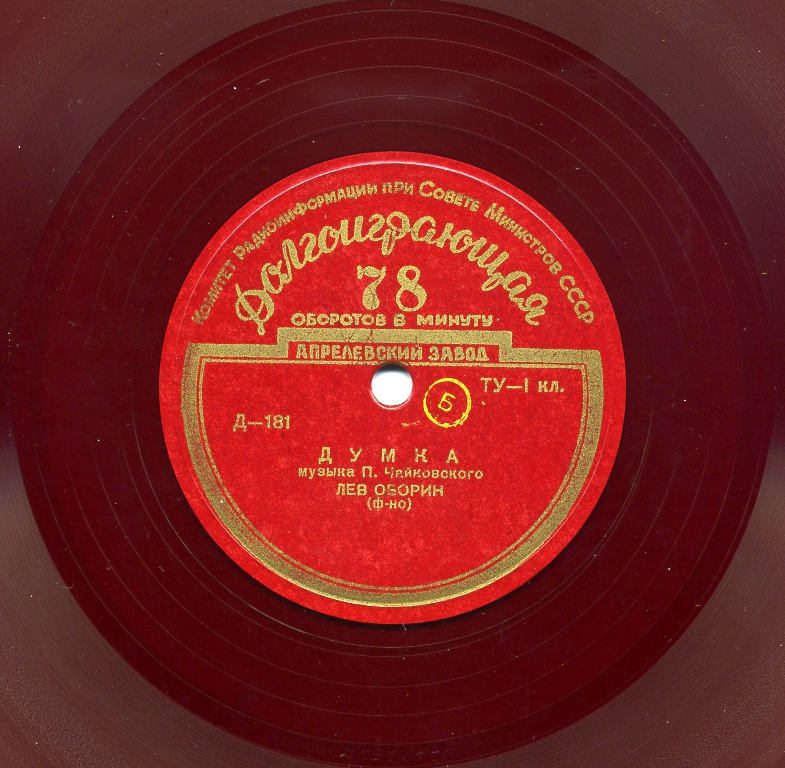 Комитет Радиоинформации при Совете Министров СССР
Долгоиграющая
78
ОБОРОТОВ В МИНУТУ
АПРЕЛЕВСКИЙ ЗАВОД
ТУ—I кл.
Б
Д—181
ДУМКА
музыка П. Чайковского
ЛЕВ ОБОРИН
(ф-но)